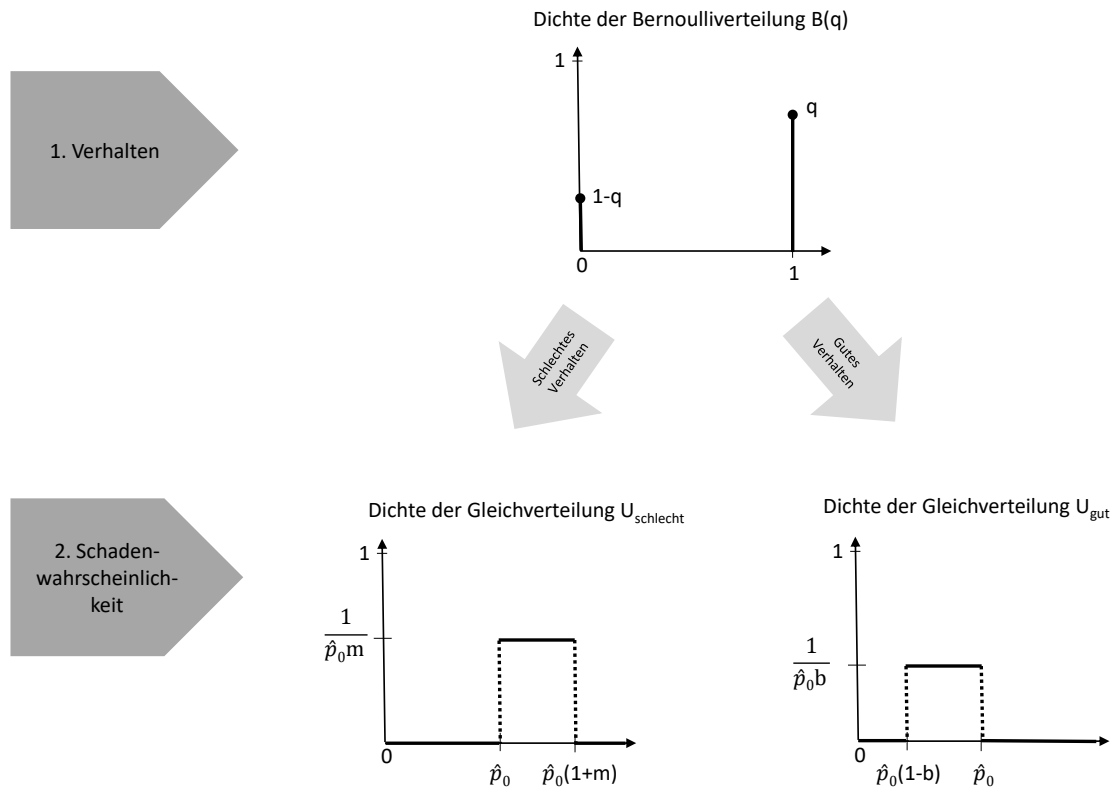 Dichte der Bernoulliverteilung B(q)
1
q
1. Verhalten
1-q
0
1
Schlechtes
Verhalten
Gutes
Verhalten
Dichte der Gleichverteilung U_schlecht
Dichte der Gleichverteilung U_gut
2. Schaden-
wahrscheinlich-
keit
1
1
p̂₀m
0
p̂₀
p̂₀(1+m)
1
1
p̂₀b
0
p̂₀(1-b)
p̂₀